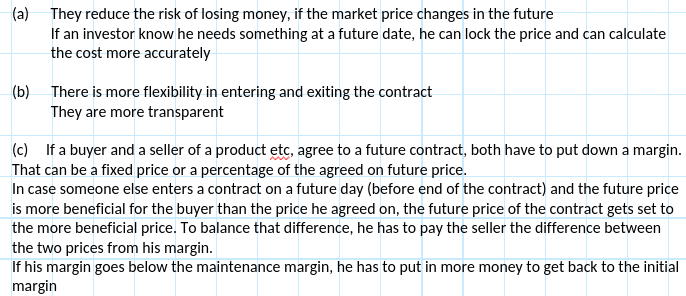 (a) They reduce the risk of losing money, if the market price changes in the future
If an investor know he needs something at a future date, he can lock the price and can calculate
the cost more accurately
(b) There is more flexibility in entering and exiting the contract
They are more transparent
(c) If a buyer and a seller of a product etc, agree to a future contract, both have to put down a margin.
That can be a fixed price or a percentage of the agreed on future price.
In case someone else enters a contract on a future day (before end of the contract) and the future price
is more beneficial for the buyer than the price he agreed on, the future price of the contract gets set to
the more beneficial price. To balance that difference, he has to pay the seller the difference between
the two prices from his margin.
If his margin goes below the maintenance margin, he has to put in more money to get back to the initial
margin